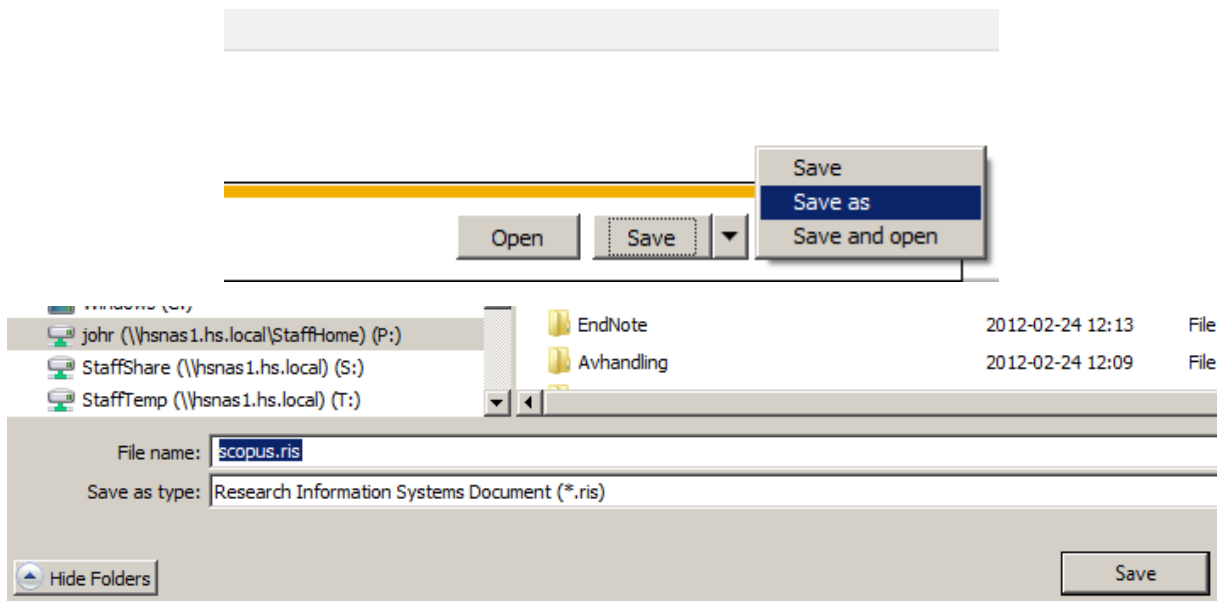 Save
Save as
Open Save Save and open
EndNote 2012-02-24 12:13 File
johr (\\hsnas1.hs.local\StaffHome) (P:)
StaffShare (\\hsnas1.hs.local) (S:) Avhandling 2012-02-24 12:09 File
StaffTemp (\\hsnas1.hs.local) (T:)
File name: scopus.ris
Save as type: Research Information Systems Document (*.ris)
Hide Folders Save